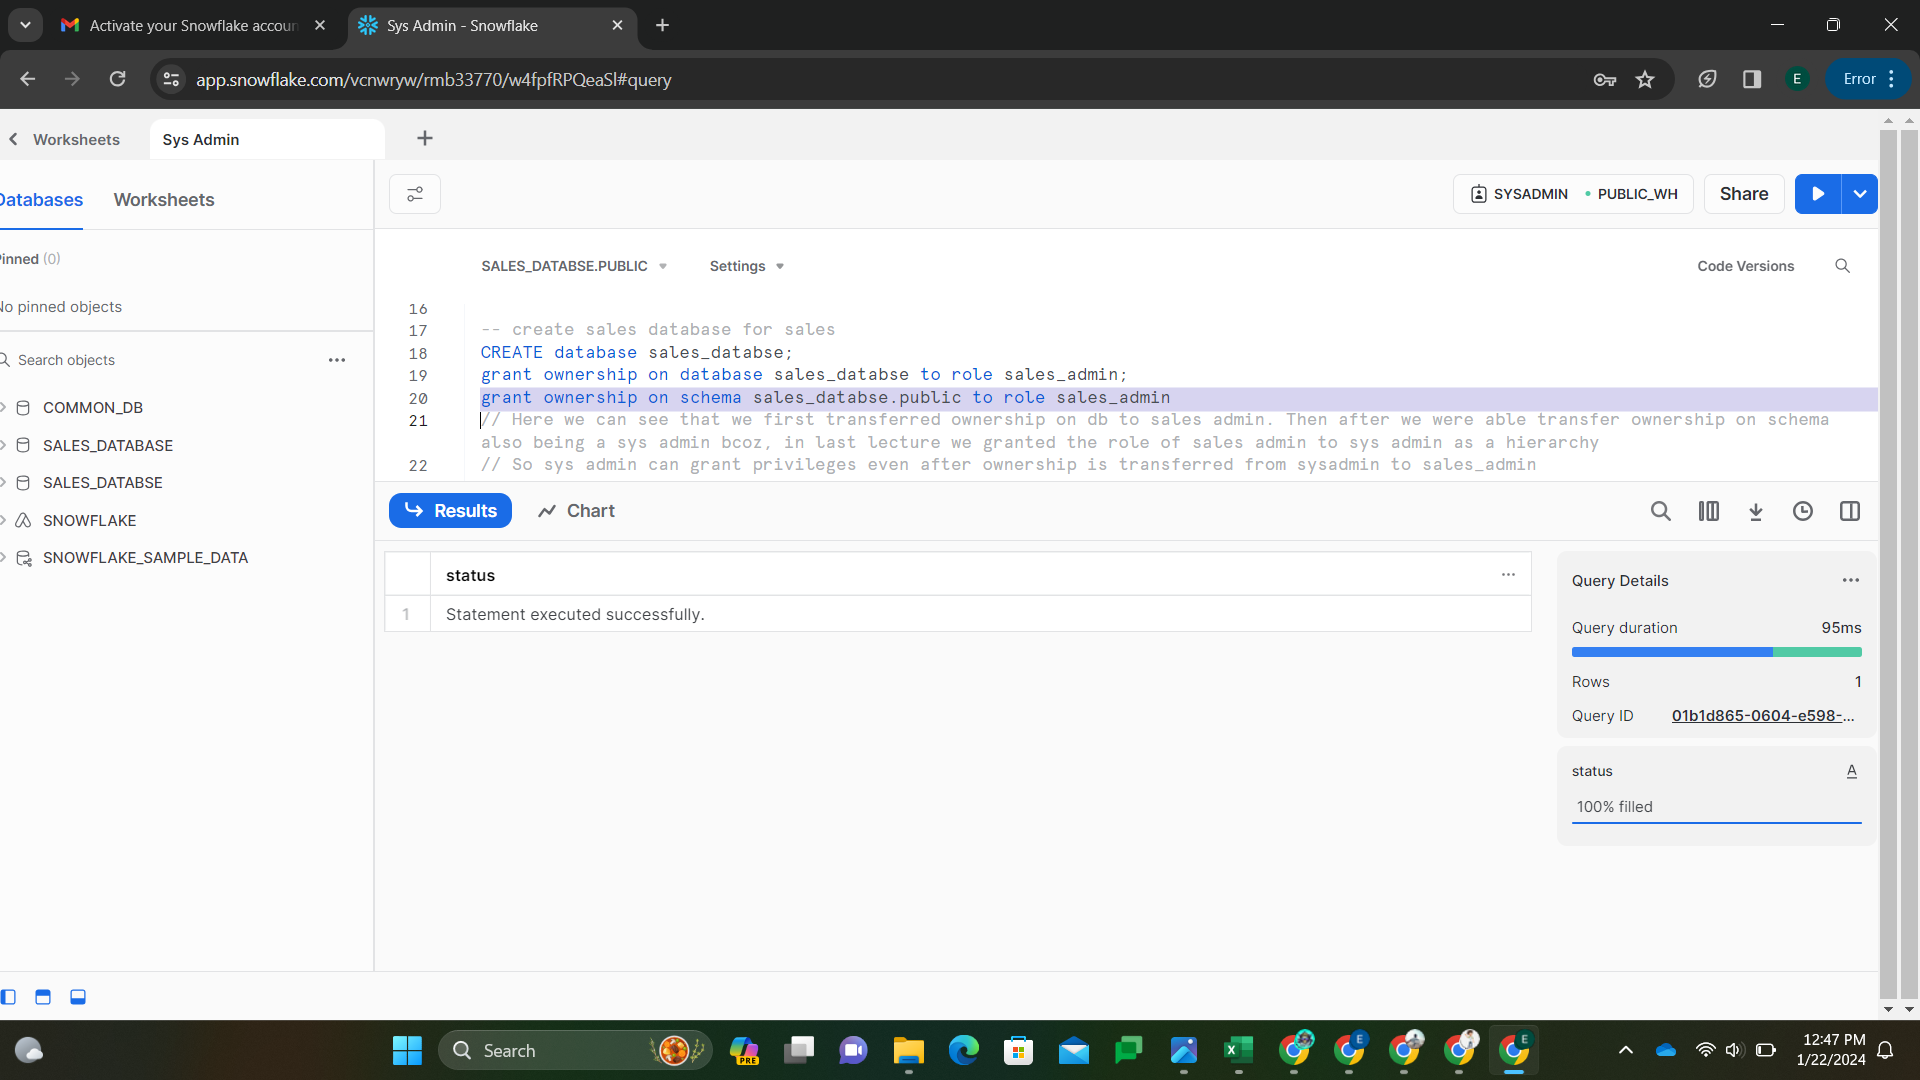 Activate your Snowflake accoun
Sys Admin - Snowflake
app.snowflake.com/vcnwryw/rmb33770/w4fpfRPQeaSl#query
E
Error
Worksheets
Sys Admin
Databases
Worksheets
SYSADMIN
PUBLIC_WH
Share
Pinned (0)
No pinned objects
Search objects
COMMON_DB
SALES_DATABASE
SALES_DATABSE
SNOWFLAKE
SNOWFLAKE_SAMPLE_DATA
SALES_DATABSE.PUBLIC
Settings
Code Versions
16
17 -- create sales database for sales
18 CREATE database sales_databse;
19 grant ownership on database sales_databse to role sales_admin;
20 grant ownership on schema sales_databse.public to role sales_admin
21 // Here we can see that we first transferred ownership on db to sales admin. Then after we were able transfer ownership on schema
also being a sys admin bcoz, in last lecture we granted the role of sales admin to sys admin as a hierarchy
22 // So sys admin can grant privileges even after ownership is transferred from sysadmin to sales_admin
Results
Chart
status
1 Statement executed successfully.
Query Details
Query duration 95ms
Rows 1
Query ID 01b1d865-0604-e598-...
status A
100% filled
Search
PRE
E
E
12:47 PM
1/22/2024